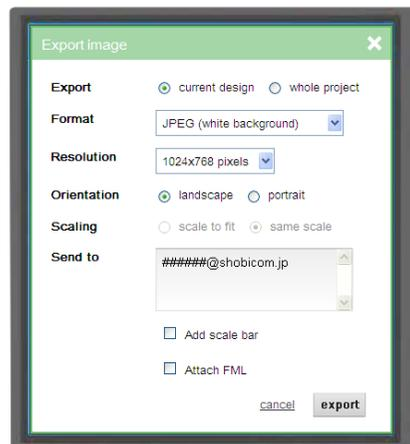 Export image
Export current design whole project
Format JPEG (white background)
Resolution 1024x768 pixels
Orientation landscape portrait
Scaling scale to fit same scale
Send to ######@shobicom.jp
Add scale bar
Attach FML
cancel export